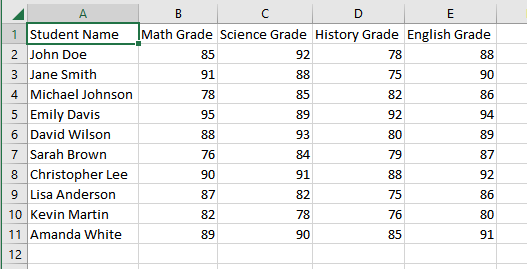 A B C D E
1 Student Name Math Grade Science Grade History Grade English Grade
2 John Doe 85 92 78 88
3 Jane Smith 91 88 75 90
4 Michael Johnson 78 85 82 86
5 Emily Davis 95 89 92 94
6 David Wilson 88 93 80 89
7 Sarah Brown 76 84 79 87
8 Christopher Lee 90 91 88 92
9 Lisa Anderson 87 82 75 86
10 Kevin Martin 82 78 76 80
11 Amanda White 89 90 85 91
12